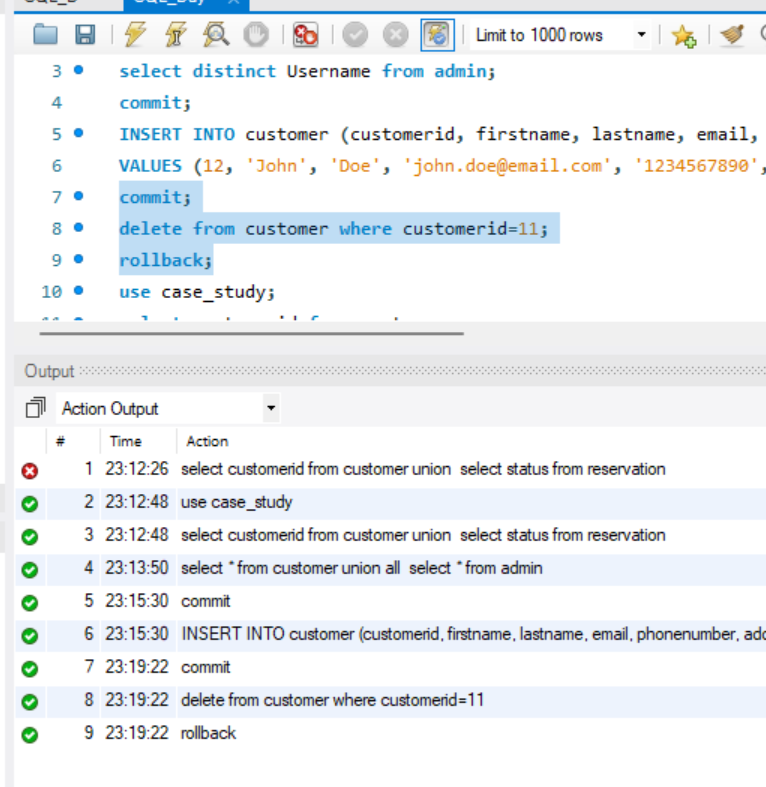 Limit to 1000 rows
3 select distinct Username from admin;
4 commit;
5 INSERT INTO customer (customerid, firstname, lastname, email,
6 VALUES (12, 'John', 'Doe', 'john.doe@email.com', '1234567890',
7 commit;
8 delete from customer where customerid=11;
9 rollback;
10 use case_study;
Output
Action Output
# Time Action
1 23:12:26 select customerid from customer union select status from reservation
2 23:12:48 use case_study
3 23:12:48 select customerid from customer union select status from reservation
4 23:13:50 select * from customer union all select * from admin
5 23:15:30 commit
6 23:15:30 INSERT INTO customer (customerid, firstname, lastname, email, phonenumber, add
7 23:19:22 commit
8 23:19:22 delete from customer where customerid=11
9 23:19:22 rollback